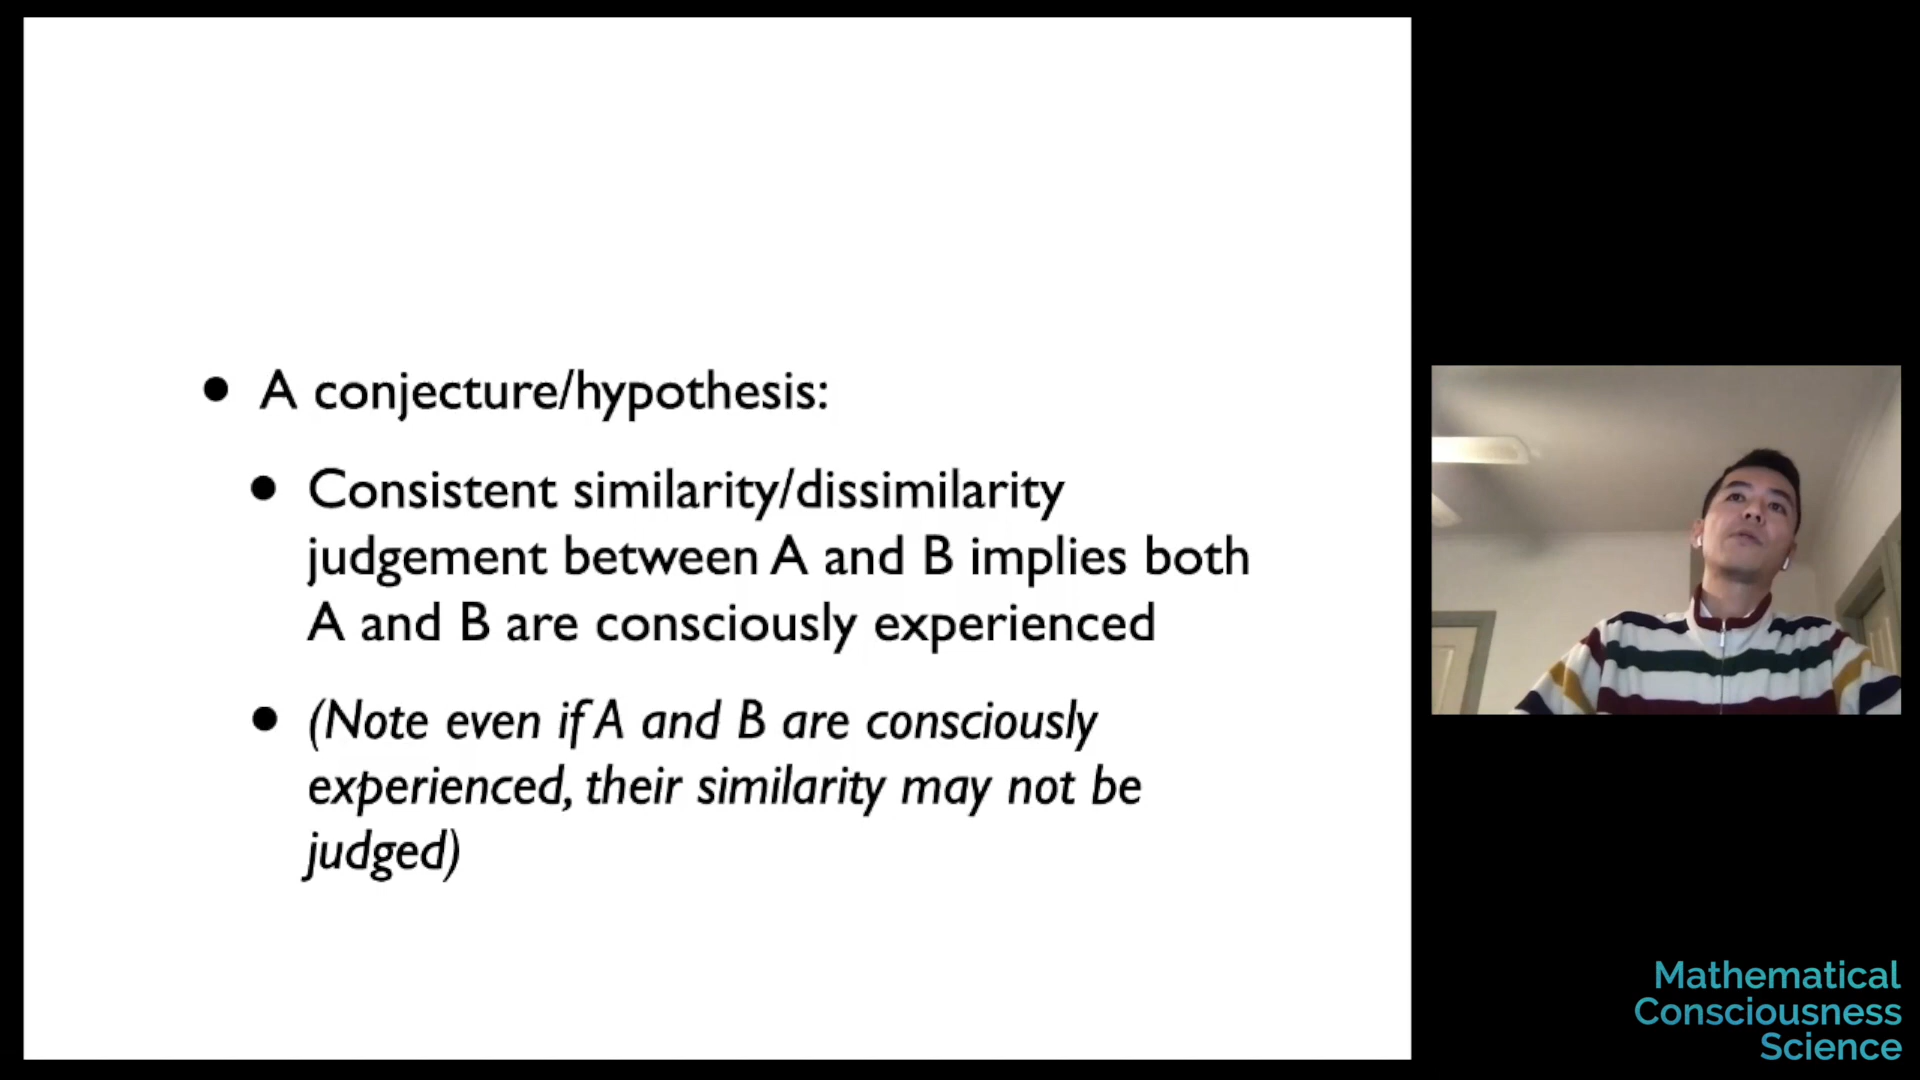 A conjecture/hypothesis:
Consistent similarity/dissimilarity
judgement between A and B implies both
A and B are consciously experienced
(Note even if A and B are consciously
experienced, their similarity may not be
judged)
Mathematical
Consciousness
Science